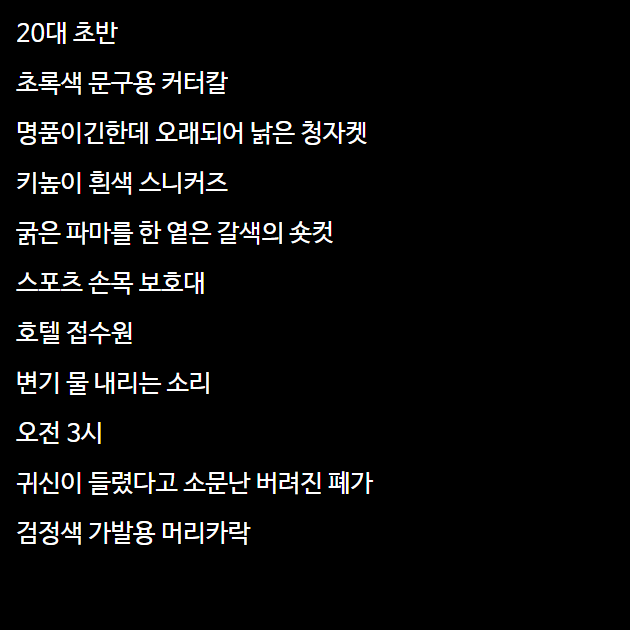 20대 초반
초록색 문구용 커터칼
명품이긴한데 오래되어 낡은 청자켓
키높이 흰색 스니커즈
굵은 파마를 한 옅은 갈색의 숏컷
스포츠 손목 보호대
호텔 접수원
변기 물 내리는 소리
오전 3시
귀신이 들렸다고 소문난 버려진 폐가
검정색 가발용 머리카락